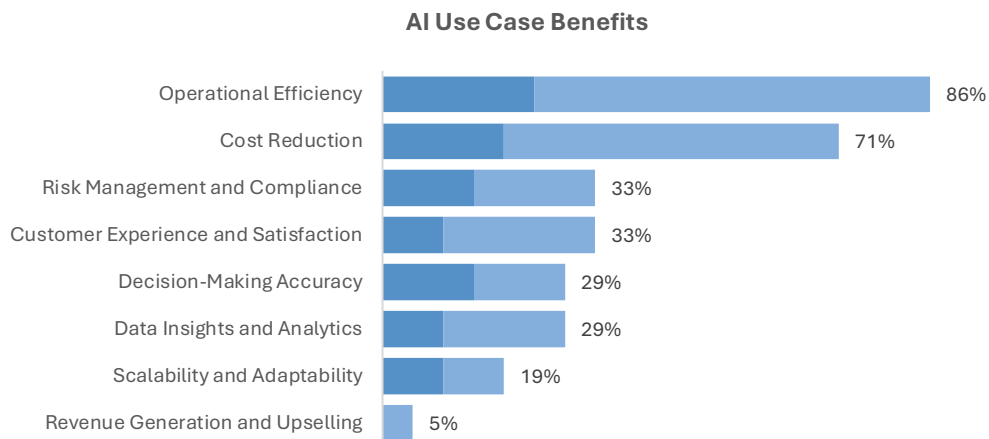 AI Use Case Benefits
Operational Efficiency 86%
Cost Reduction 71%
Risk Management and Compliance 33%
Customer Experience and Satisfaction 33%
Decision-Making Accuracy 29%
Data Insights and Analytics 29%
Scalability and Adaptability 19%
Revenue Generation and Upselling 5%